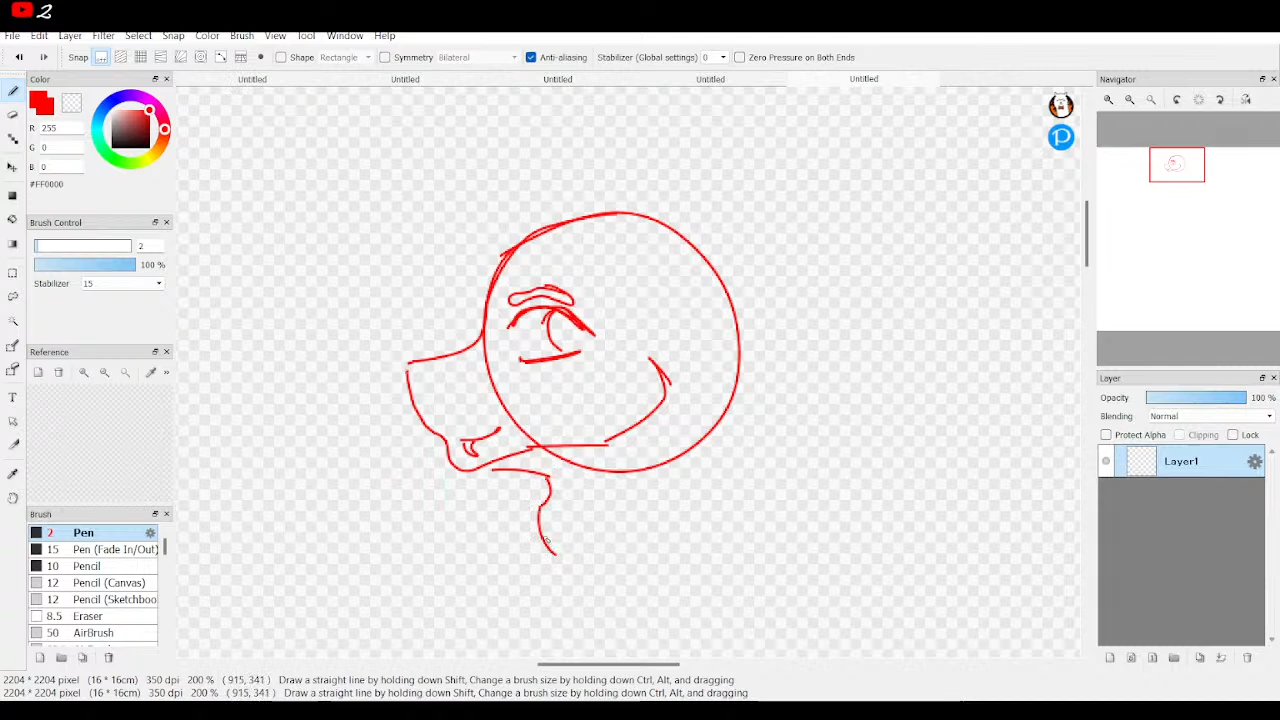 2
File Edit Layer Filter Select Snap Color Brush Window Tool Help
Snap Shape Rectangle Symmetry Bilateral Anti-aliasing Stabilizer (Global settings) 0 Zero Pressure on Both Ends
Untitled Untitled Untitled Untitled Untitled
Color
R 255
G 0
B 0
#FF0000
Brush Control
2
100 %
Stabilizer 15
Reference
»
Brush
2 Pen
15 Pen (Fade In/Out)
10 Pencil
12 Pencil (Canvas)
12 Pencil (Sketchboo
8.5 Eraser
50 AirBrush
P
Navigator
Layer
Opacity 100 %
Blending Normal
Protect Alpha Clipping Lock
Layer1
2204 * 2204 pixel (16 * 16cm) 350 dpi 200 % ( 915, 341 ) Draw a straight line by holding down Shift, Change a brush size by holding down Ctrl, Alt, and dragging
2204 * 2204 pixel (16 * 16cm) 350 dpi 200 % ( 915, 341 ) Draw a straight line by holding down Shift, Change a brush size by holding down Ctrl, Alt, and dragging